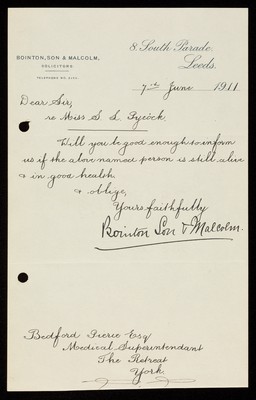 BOINTON, SON & MALCOLM,
SOLICITORS.
8. South Parade,
Leeds.
7th June 1911
Dear Sir,
re Miss S. S. Pycock.
Will you be good enough to inform
us if the above named person is still alive
& in good health
& oblige,
Yours faithfully
Bointon Son & Malcolm.
Bedford Pierce Esq
Medical Superintendant
The Retreat
York.